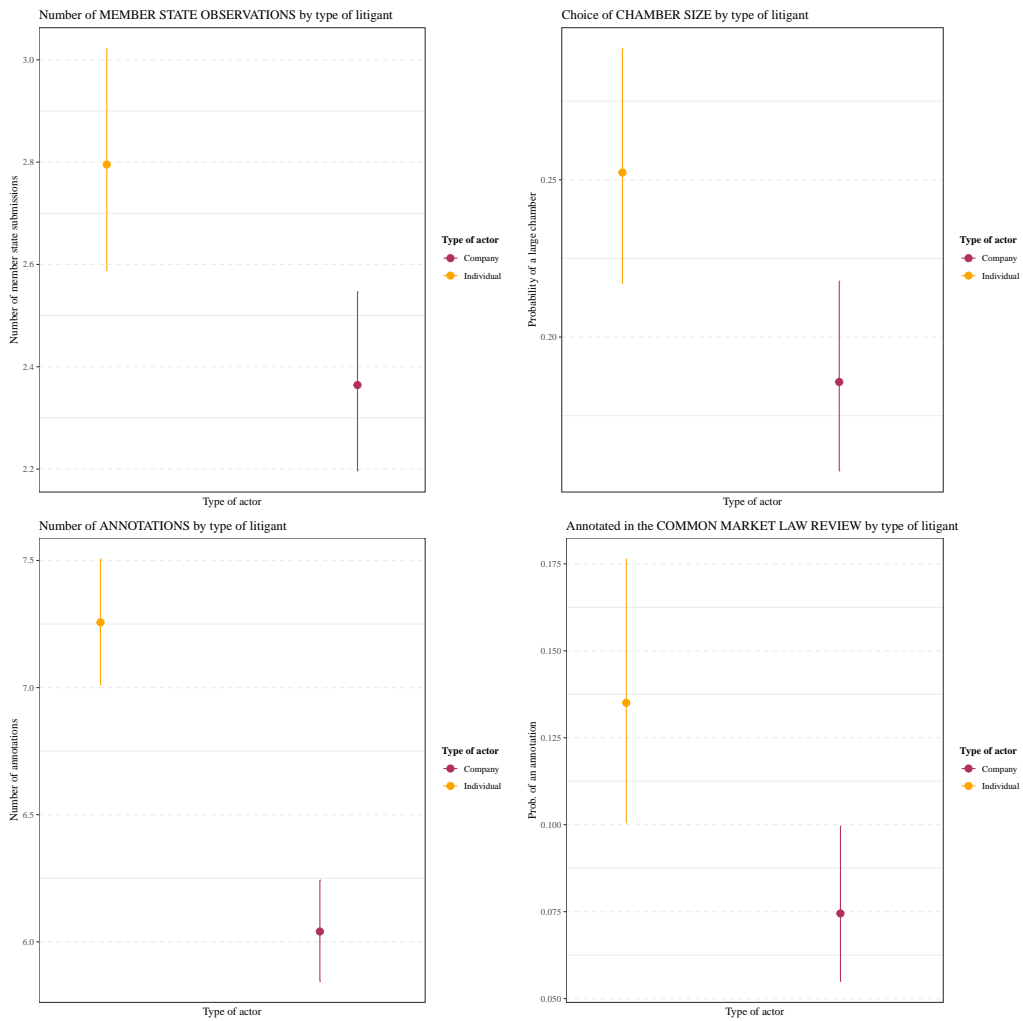 Number of MEMBER STATE OBSERVATIONS by type of litigant
Number of member state submissions
3.0
2.8
2.6
2.4
2.2
Type of actor
Type of actor
Company
Individual
Choice of CHAMBER SIZE by type of litigant
Probability of a large chamber
0.25
0.20
Type of actor
Type of actor
Company
Individual
Number of ANNOTATIONS by type of litigant
Number of annotations
7.5
7.0
6.5
6.0
Type of actor
Type of actor
Company
Individual
Annotated in the COMMON MARKET LAW REVIEW by type of litigant
Prob. of an annotation
0.175
0.150
0.125
0.100
0.075
0.050
Type of actor
Type of actor
Company
Individual